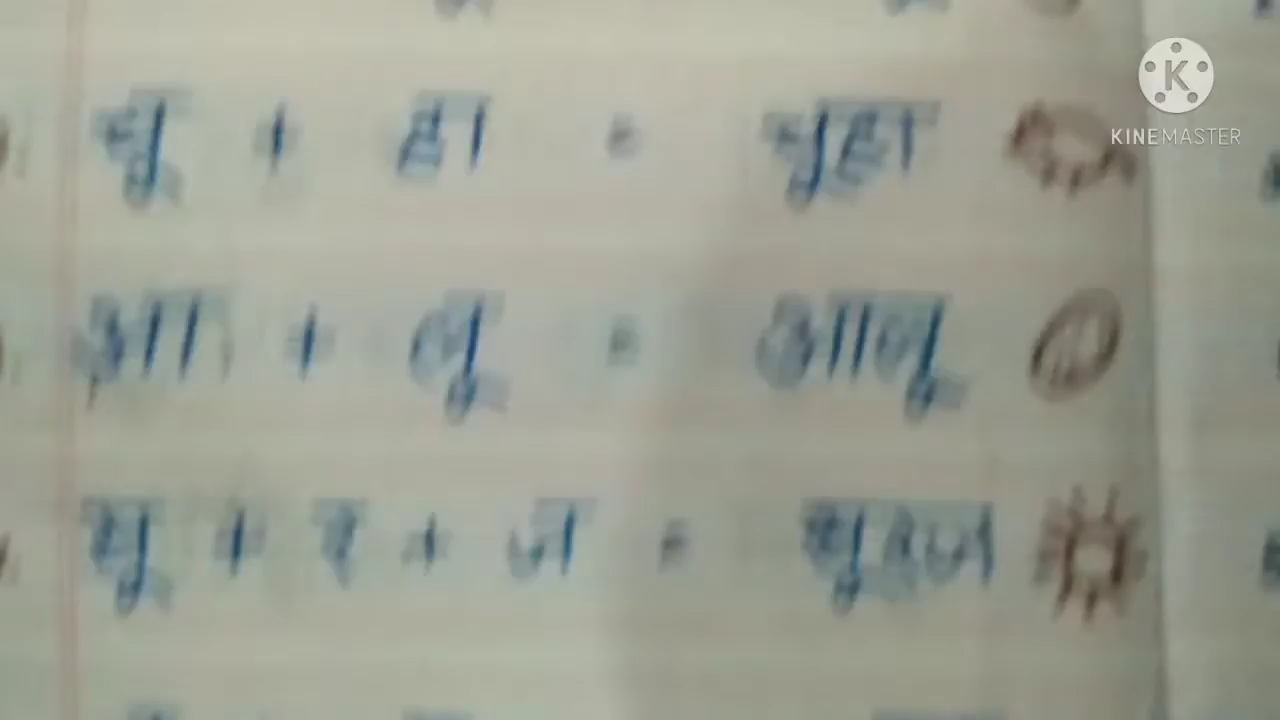 चू + हा = चूहा
KINEMASTER
आ + लू = आलू
सू + र + ज = सूरज